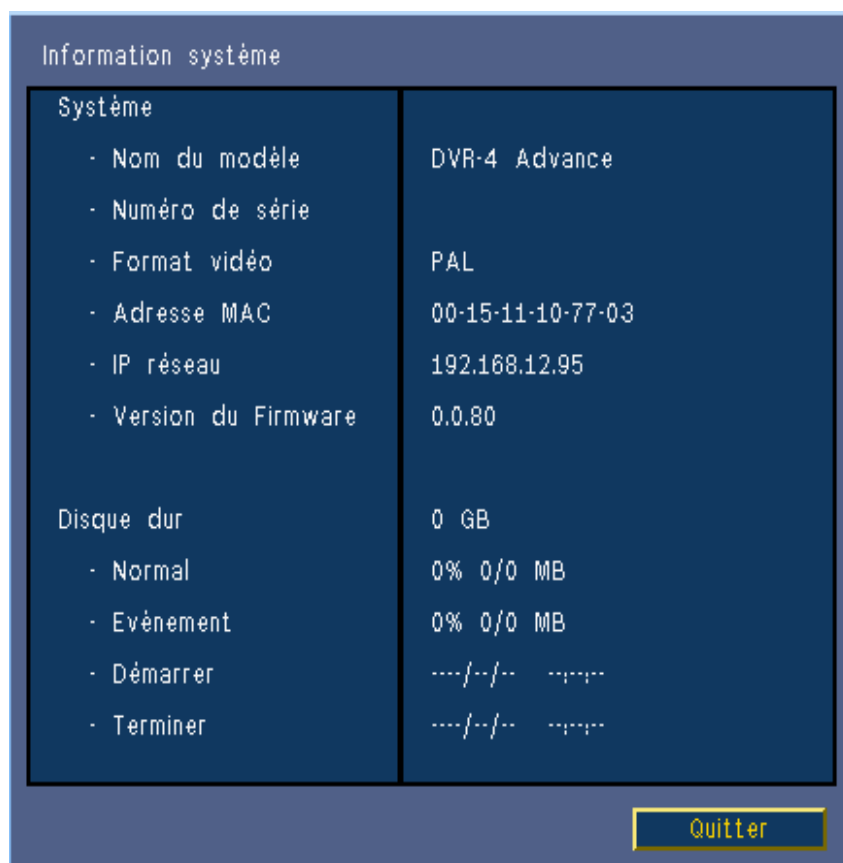 Information système
Système
- Nom du modèle DVR-4 Advance
- Numéro de série
- Format vidéo PAL
- Adresse MAC 00-15-11-10-77-03
- IP réseau 192.168.12.95
- Version du Firmware 0.0.80
Disque dur 0 GB
- Normal 0% 0/0 MB
- Evènement 0% 0/0 MB
- Démarrer ----/--/-- --:--:--
- Terminer ----/--/-- --:--:--
Quitter